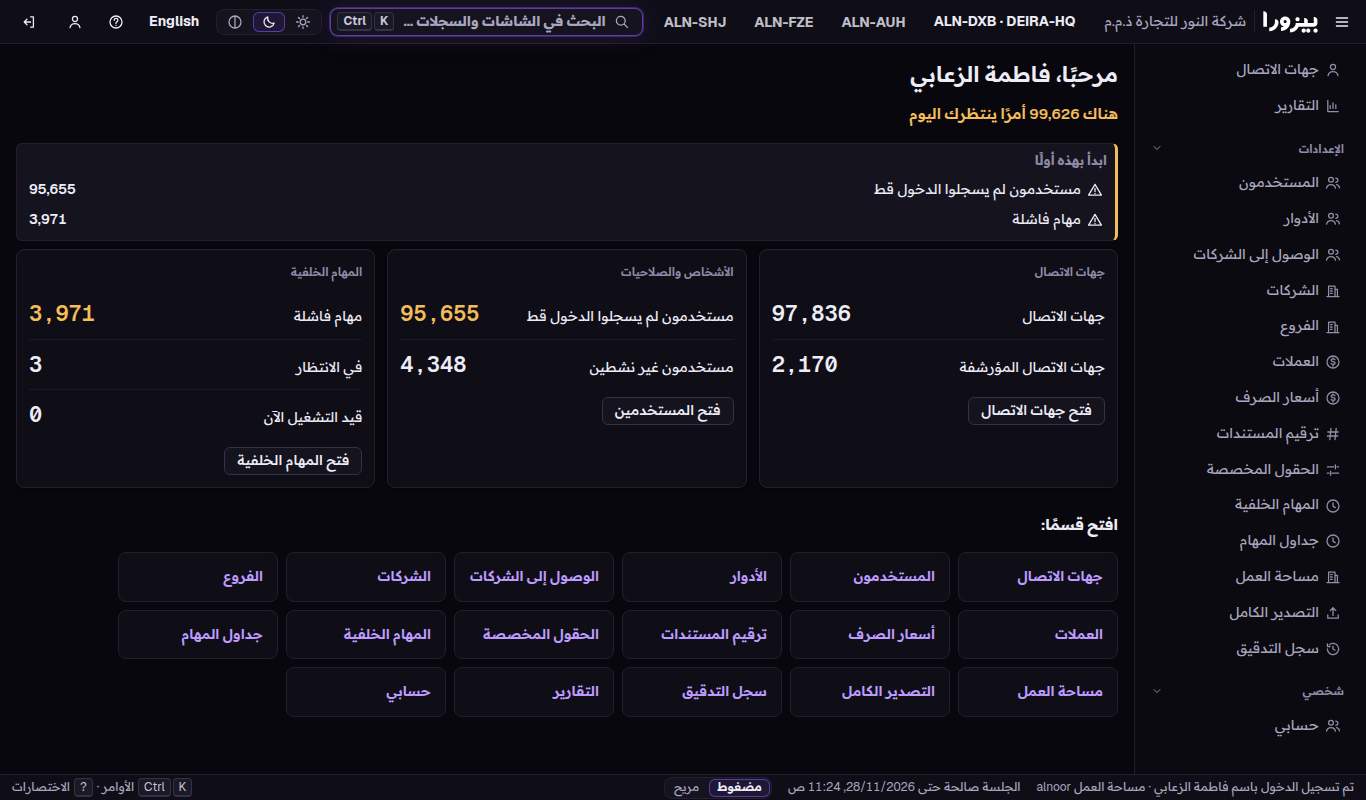 بيزورا
شركة النور للتجارة ذ.م.م
ALN-DXB · DEIRA-HQ
ALN-AUH
ALN-FZE
ALN-SHJ
البحث في الشاشات والسجلات ...
Ctrl K
English
جهات الاتصال
التقارير
الإعدادات
المستخدمون
الأدوار
الوصول إلى الشركات
الشركات
الفروع
العملات
أسعار الصرف
ترقيم المستندات
الحقول المخصصة
المهام الخلفية
جداول المهام
مساحة العمل
التصدير الكامل
سجل التدقيق
شخصي
حسابي
مرحبًا، فاطمة الزعابي
هناك 99,626 أمرًا ينتظرك اليوم
ابدأ بهذه أولًا
مستخدمون لم يسجلوا الدخول قط 95,655
مهام فاشلة 3,971
جهات الاتصال
جهات الاتصال 97,836
جهات الاتصال المؤرشفة 2,170
فتح جهات الاتصال
الأشخاص والصلاحيات
مستخدمون لم يسجلوا الدخول قط 95,655
مستخدمون غير نشطين 4,348
فتح المستخدمين
المهام الخلفية
مهام فاشلة 3,971
في الانتظار 3
قيد التشغيل الآن 0
فتح المهام الخلفية
افتح قسمًا:
جهات الاتصال المستخدمون الأدوار الوصول إلى الشركات الشركات الفروع
العملات أسعار الصرف ترقيم المستندات الحقول المخصصة المهام الخلفية جداول المهام
مساحة العمل التصدير الكامل سجل التدقيق التقارير حسابي
تم تسجيل الدخول باسم فاطمة الزعابي · مساحة العمل alnoor
الجلسة صالحة حتى 28/11/2026, 11:24 ص
مضغوط مريح
Ctrl K الأوامر · ? الاختصارات